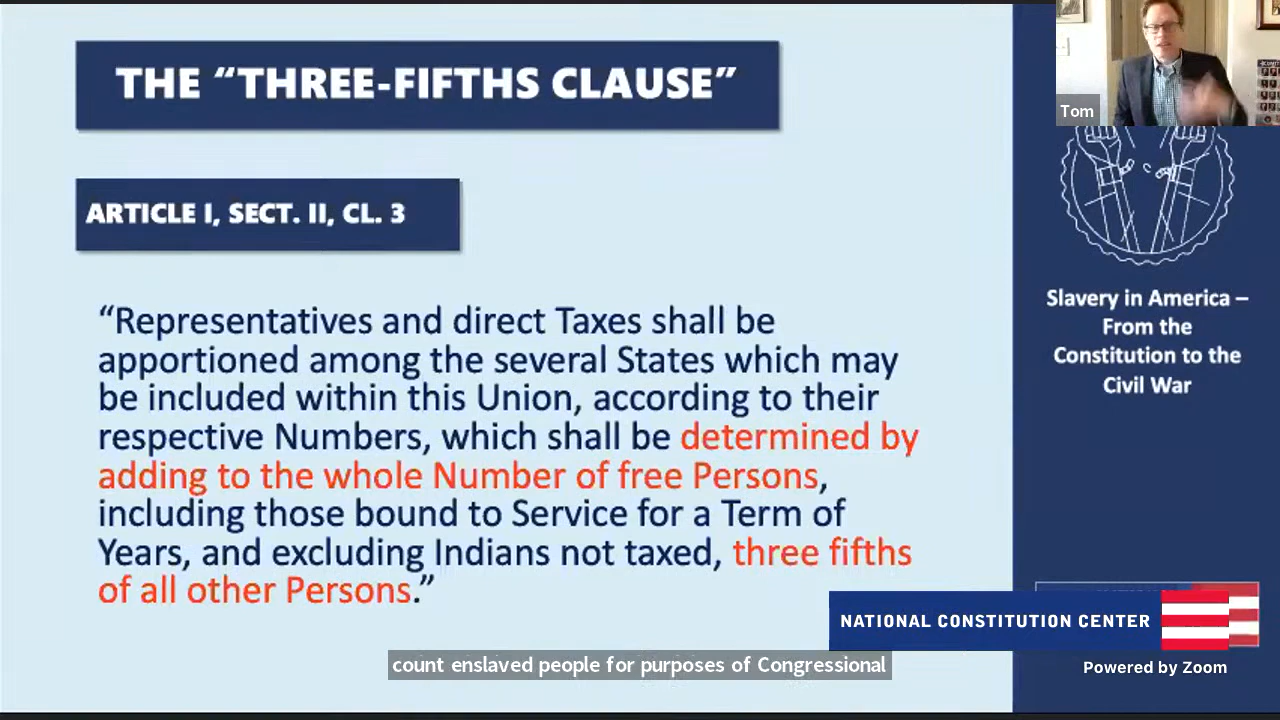 THE “THREE-FIFTHS CLAUSE”
ARTICLE I, SECT. II, CL. 3
“Representatives and direct Taxes shall be
apportioned among the several States which may
be included within this Union, according to their
respective Numbers, which shall be determined by
adding to the whole Number of free Persons,
including those bound to Service for a Term of
Years, and excluding Indians not taxed, three fifths
of all other Persons.”
Tom
Slavery in America –
From the
Constitution to the
Civil War
NATIONAL CONSTITUTION CENTER
count enslaved people for purposes of Congressional
Powered by Zoom